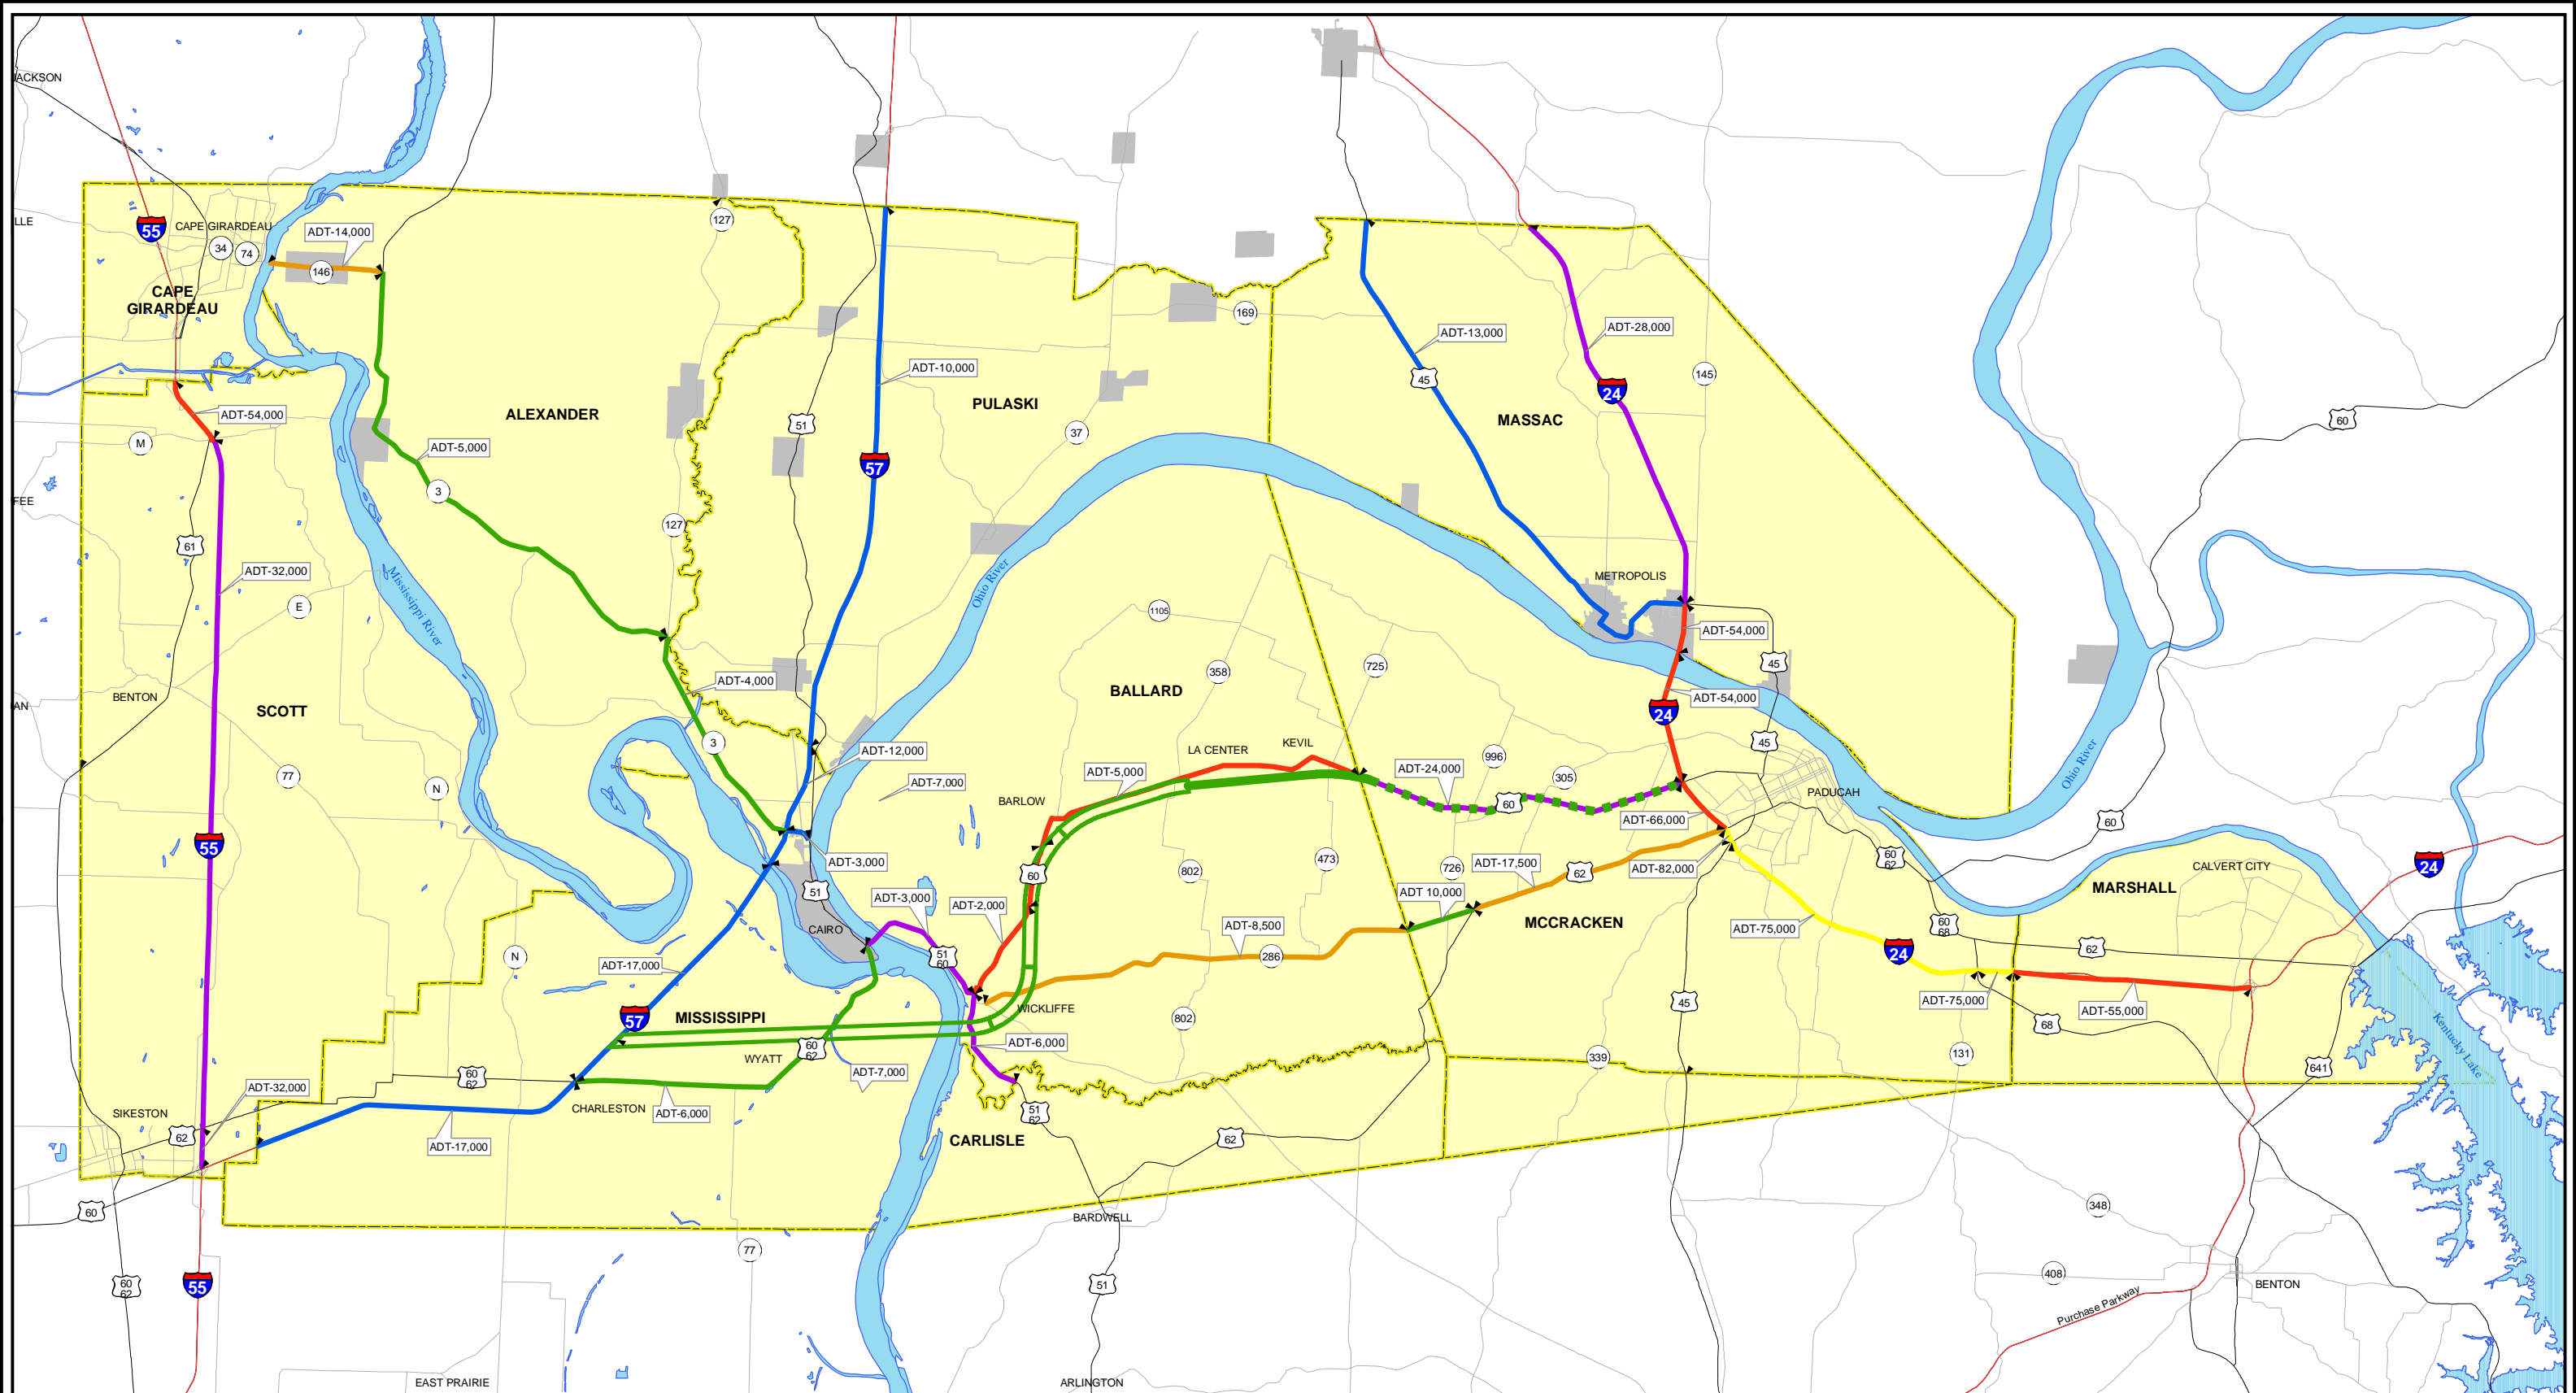 JACKSON
LLE
55
CAPE GIRARDEAU
34
74
ADT-14,000
146
127
CAPE
GIRARDEAU
169
ADT-13,000
ADT-28,000
45
24
145
ADT-10,000
PULASKI
ALEXANDER
ADT-54,000
M
ADT-5,000
51
37
MASSAC
60
57
3
FEE
127
61
ADT-32,000
E
Mississippi River
Ohio River
METROPOLIS
1105
ADT-54,000
45
AN
BENTON
SCOTT
ADT-4,000
358
725
BALLARD
ADT-54,000
24
3
ADT-12,000
LA CENTER
KEVIL
45
77
N
ADT-7,000
ADT-5,000
ADT-24,000
996
305
60
Ohio River
BARLOW
PADUCAH
ADT-66,000
60
55
ADT-3,000
60
802
473
726
ADT-17,500
62
ADT-82,000
60
62
24
CALVERT CITY
51
ADT-3,000
ADT-2,000
ADT 10,000
MARSHALL
CAIRO
ADT-8,500
MCCRACKEN
ADT-75,000
60
68
62
N
ADT-17,000
51
60
286
24
57
MISSISSIPPI
WICKLIFFE
802
45
ADT-75,000
ADT-55,000
68
Kentucky Lake
WYATT
60
62
ADT-6,000
339
131
641
60
62
ADT-7,000
ADT-32,000
SIKESTON
CHARLESTON
ADT-6,000
51
62
62
ADT-17,000
CARLISLE
62
60
BARDWELL
348
77
60
62
55
51
408
BENTON
Purchase Parkway
EAST PRAIRIE
ARLINGTON